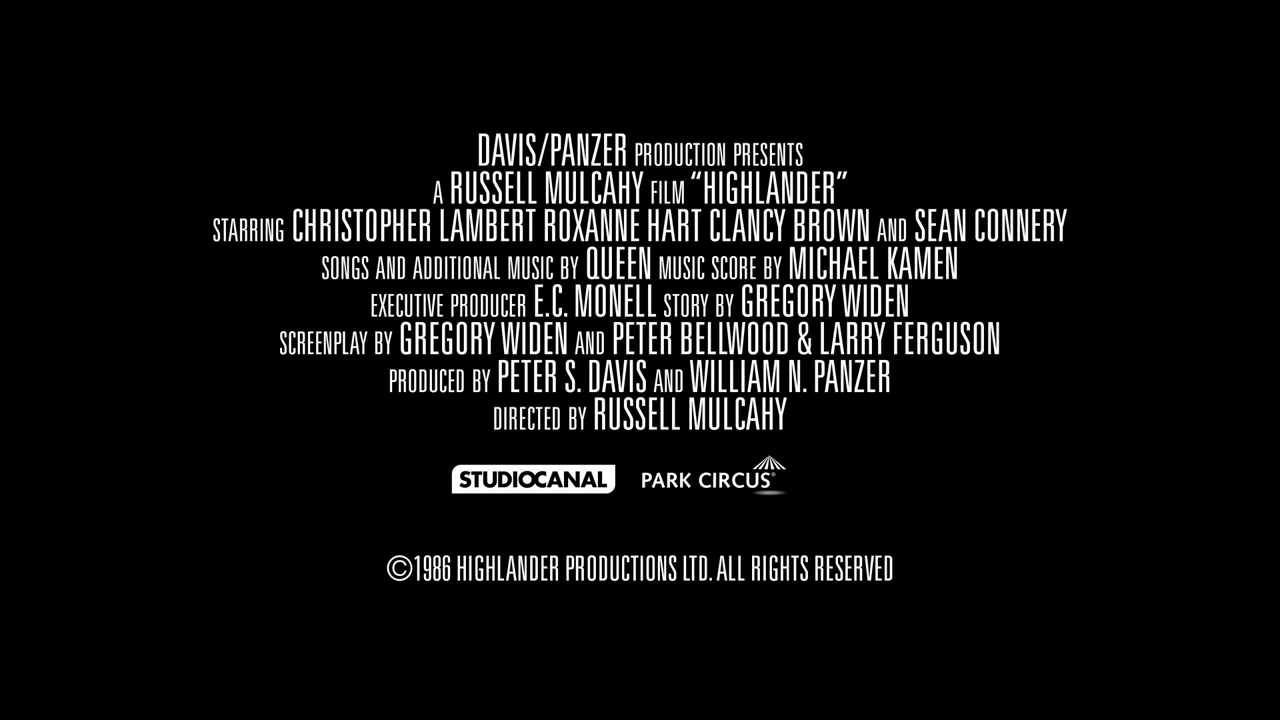 DAVIS/PANZER PRODUCTION PRESENTS
A RUSSELL MULCAHY FILM “HIGHLANDER”
STARRING CHRISTOPHER LAMBERT ROXANNE HART CLANCY BROWN AND SEAN CONNERY
SONGS AND ADDITIONAL MUSIC BY QUEEN MUSIC SCORE BY MICHAEL KAMEN
EXECUTIVE PRODUCER E.C. MONELL STORY BY GREGORY WIDEN
SCREENPLAY BY GREGORY WIDEN AND PETER BELLWOOD & LARRY FERGUSON
PRODUCED BY PETER S. DAVIS AND WILLIAM N. PANZER
DIRECTED BY RUSSELL MULCAHY
STUDIOCANAL PARK CIRCUS®
©1986 HIGHLANDER PRODUCTIONS LTD. ALL RIGHTS RESERVED